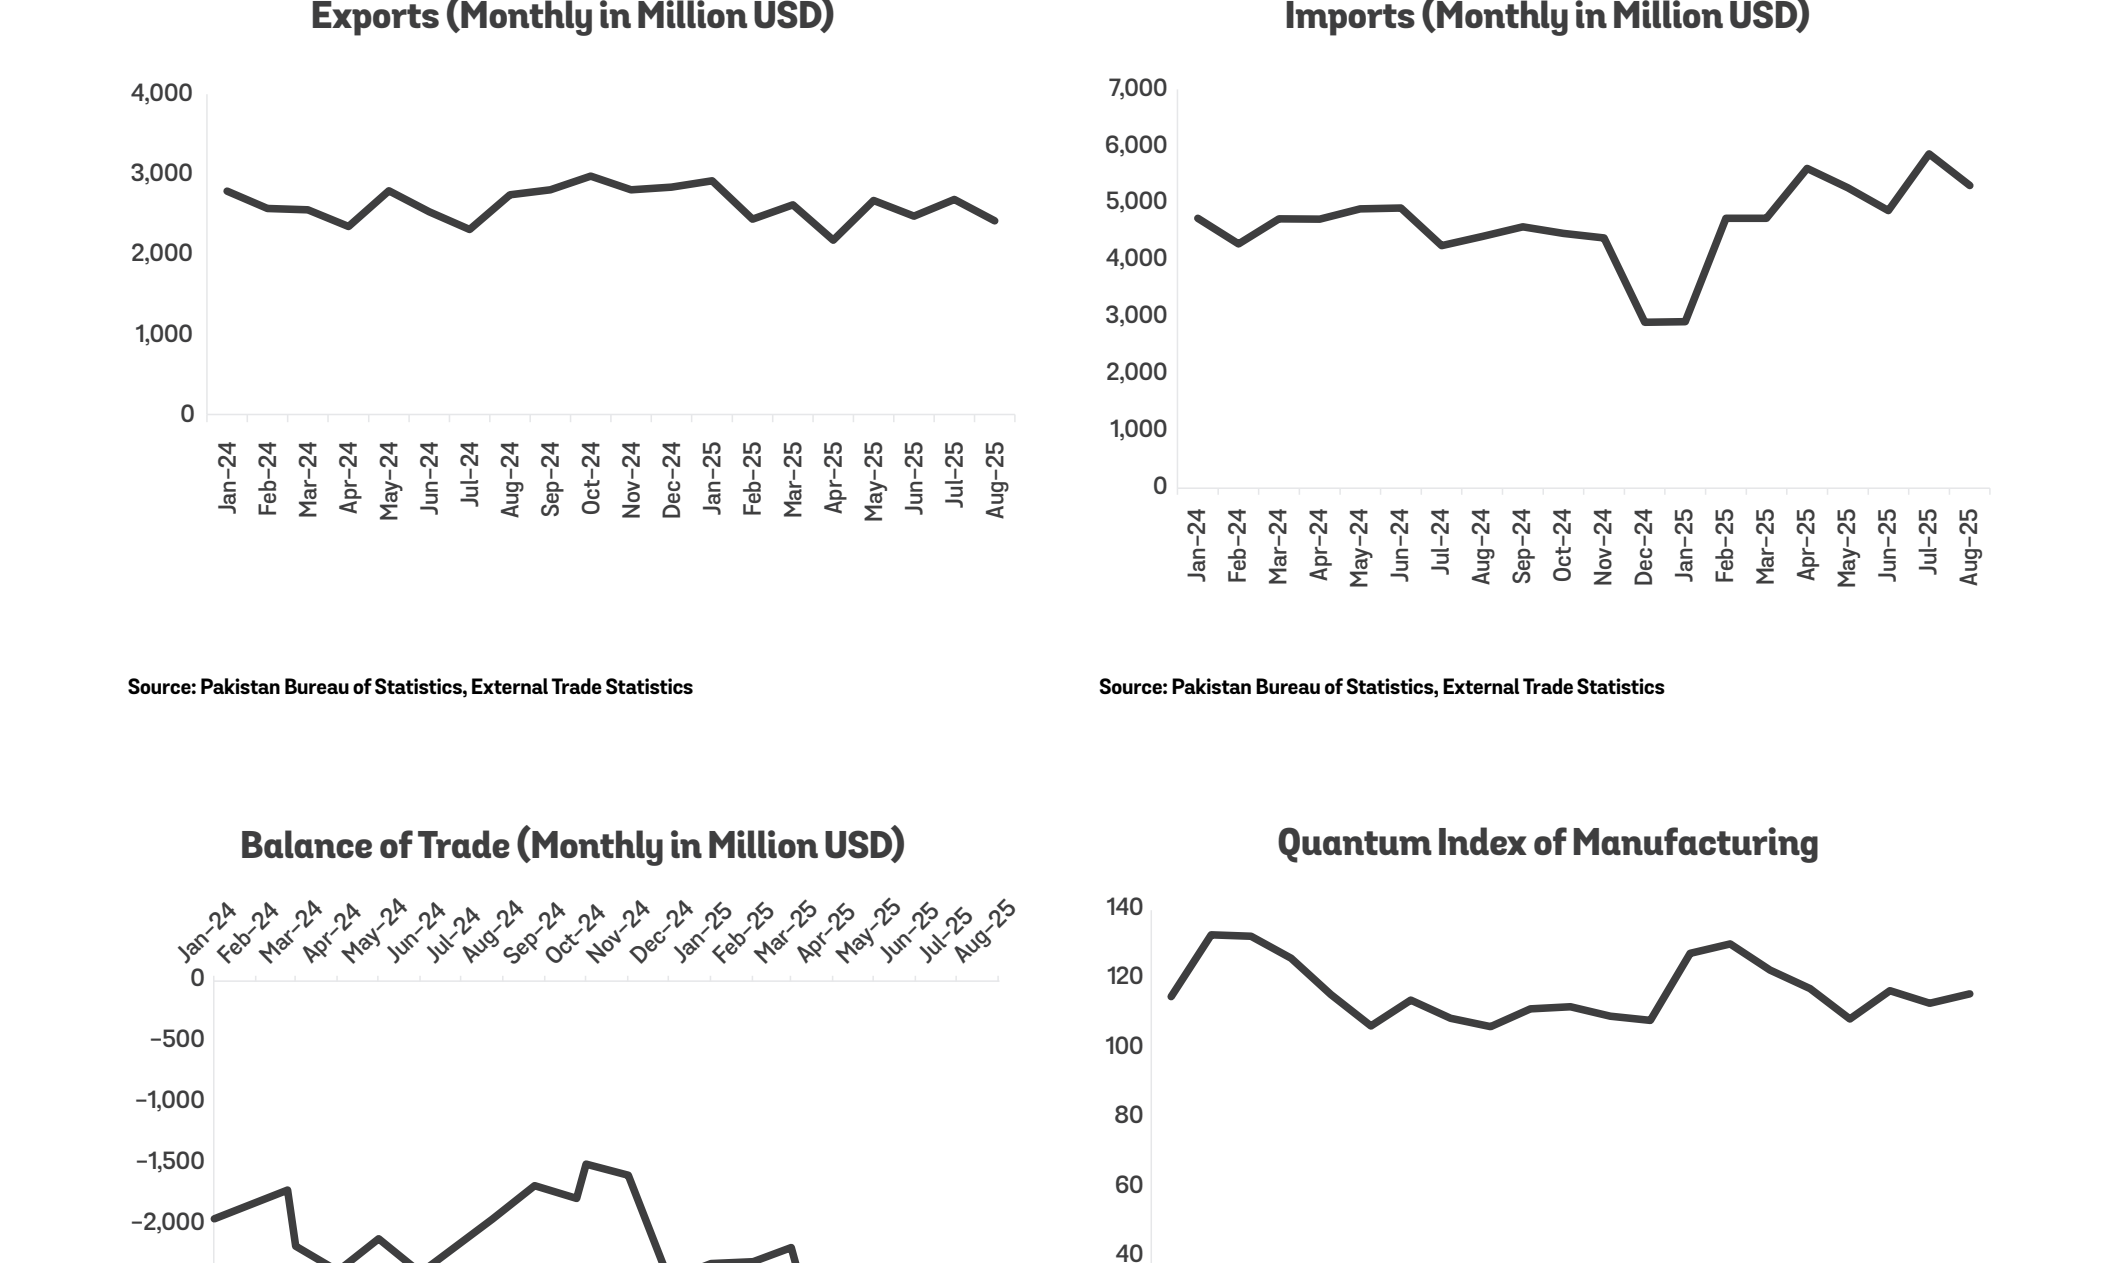 Exports (Monthly in Million USD)
4,000
3,000
2,000
1,000
0
Jan-24
Feb-24
Mar-24
Apr-24
May-24
Jun-24
Jul-24
Aug-24
Sep-24
Oct-24
Nov-24
Dec-24
Jan-25
Feb-25
Mar-25
Apr-25
May-25
Jun-25
Jul-25
Aug-25
Source: Pakistan Bureau of Statistics, External Trade Statistics
Imports (Monthly in Million USD)
7,000
6,000
5,000
4,000
3,000
2,000
1,000
0
Jan-24
Feb-24
Mar-24
Apr-24
May-24
Jun-24
Jul-24
Aug-24
Sep-24
Oct-24
Nov-24
Dec-24
Jan-25
Feb-25
Mar-25
Apr-25
May-25
Jun-25
Jul-25
Aug-25
Source: Pakistan Bureau of Statistics, External Trade Statistics
Balance of Trade (Monthly in Million USD)
Jan-24
Feb-24
Mar-24
Apr-24
May-24
Jun-24
Jul-24
Aug-24
Sep-24
Oct-24
Nov-24
Dec-24
Jan-25
Feb-25
Mar-25
Apr-25
May-25
Jun-25
Jul-25
Aug-25
0
-500
-1,000
-1,500
-2,000
Quantum Index of Manufacturing
140
120
100
80
60
40